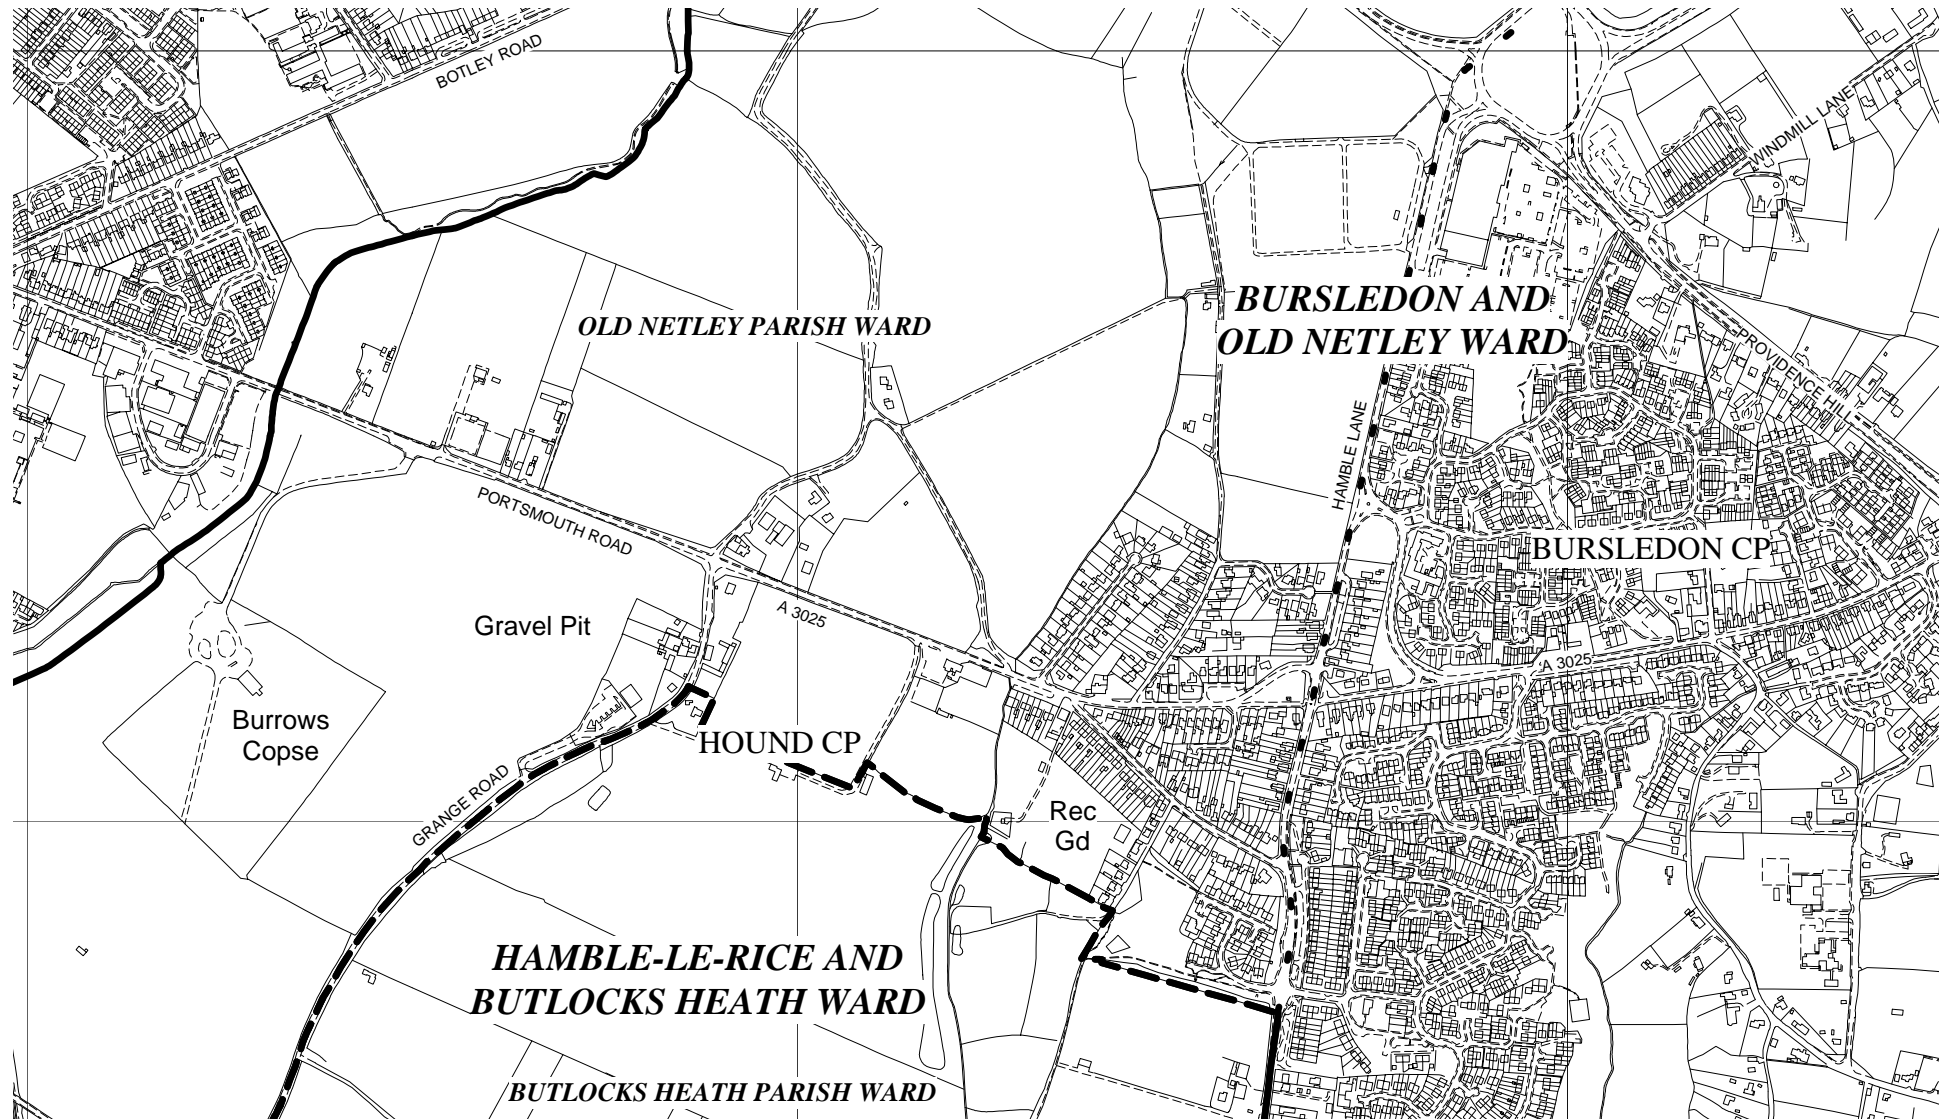 BOTLEY ROAD
WINDMILL LANE
BURSLEDON AND
OLD NETLEY WARD
OLD NETLEY PARISH WARD
PROVIDENCE HILL
HAMBLE LANE
PORTSMOUTH ROAD
BURSLEDON CP
A 3025
Gravel Pit
A 3025
Burrows
Copse
HOUND CP
GRANGE ROAD
Rec
Gd
HAMBLE-LE-RICE AND
BUTLOCKS HEATH WARD
BUTLOCKS HEATH PARISH WARD